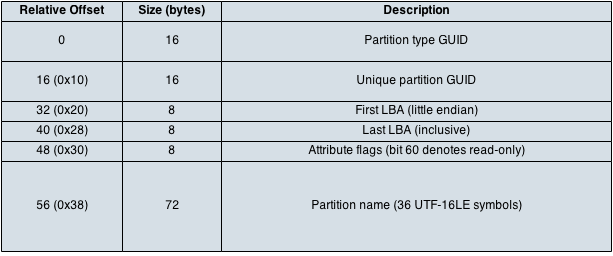 Relative Offset Size (bytes) Description
0 16 Partition type GUID
16 (0x10) 16 Unique partition GUID
32 (0x20) 8 First LBA (little endian)
40 (0x28) 8 Last LBA (inclusive)
48 (0x30) 8 Attribute flags (bit 60 denotes read-only)
56 (0x38) 72 Partition name (36 UTF-16LE symbols)